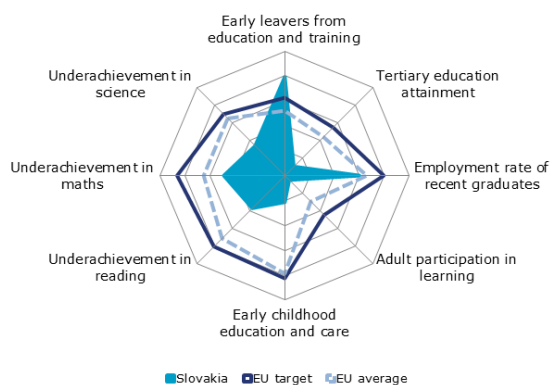 Early leavers from
education and training
Underachievement in
science
Tertiary education
attainment
Underachievement in
maths
Employment rate of
recent graduates
Underachievement in
reading
Adult participation in
learning
Early childhood
education and care
Slovakia EU target EU average